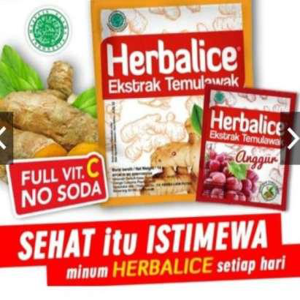 Herbalice
Ekstrak Temulawak
Herbalice
Ekstrak Temulawak
Anggur
FULL VIT. C
NO SODA
SEHAT itu ISTIMEWA
minum HERBALICE setiap hari